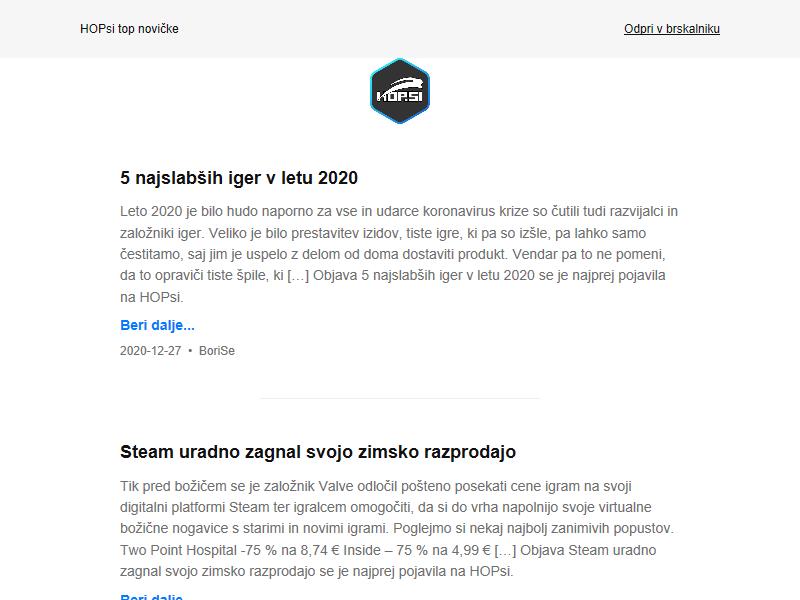 HOPsi top novičke
Odpri v brskalniku
HOP.SI
5 najslabših iger v letu 2020
Leto 2020 je bilo hudo naporno za vse in udarce koronavirus krize so čutili tudi razvijalci in
založniki iger. Veliko je bilo prestavitev izidov, tiste igre, ki pa so izšle, pa lahko samo
čestitamo, saj jim je uspelo z delom od doma dostaviti produkt. Vendar pa to ne pomeni,
da to opraviči tiste špile, ki […] Objava 5 najslabših iger v letu 2020 se je najprej pojavila
na HOPsi.
Beri dalje...
2020-12-27 • BoriSe
Steam uradno zagnal svojo zimsko razprodajo
Tik pred božičem se je založnik Valve odločil pošteno posekati cene igram na svoji
digitalni platformi Steam ter igralcem omogočiti, da si do vrha napolnijo svoje virtualne
božične nogavice s starimi in novimi igrami. Poglejmo si nekaj najbolj zanimivih popustov.
Two Point Hospital -75 % na 8,74 € Inside – 75 % na 4,99 € […] Objava Steam uradno
zagnal svojo zimsko razprodajo se je najprej pojavila na HOPsi.
Beri dalje...